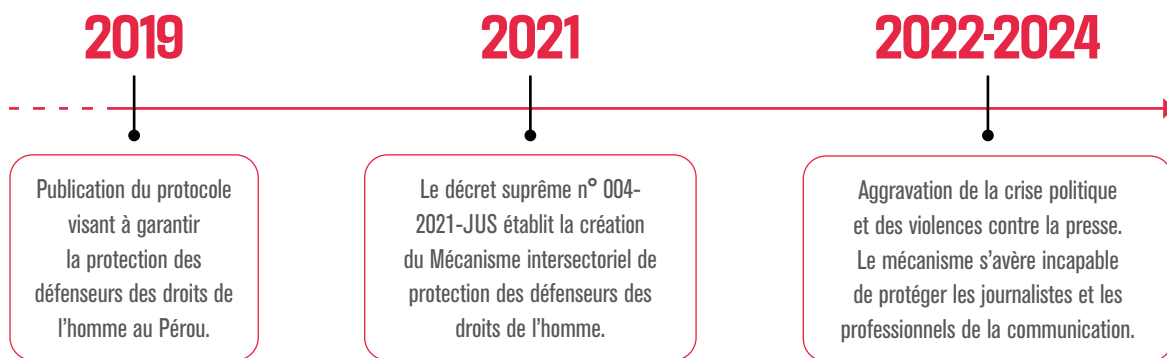 2019
Publication du protocole
visant à garantir
la protection des
défenseurs des droits de
l’homme au Pérou.
2021
Le décret suprême n° 004-
2021-JUS établit la création
du Mécanisme intersectoriel de
protection des défenseurs des
droits de l’homme.
2022-2024
Aggravation de la crise politique
et des violences contre la presse.
Le mécanisme s’avère incapable
de protéger les journalistes et les
professionnels de la communication.